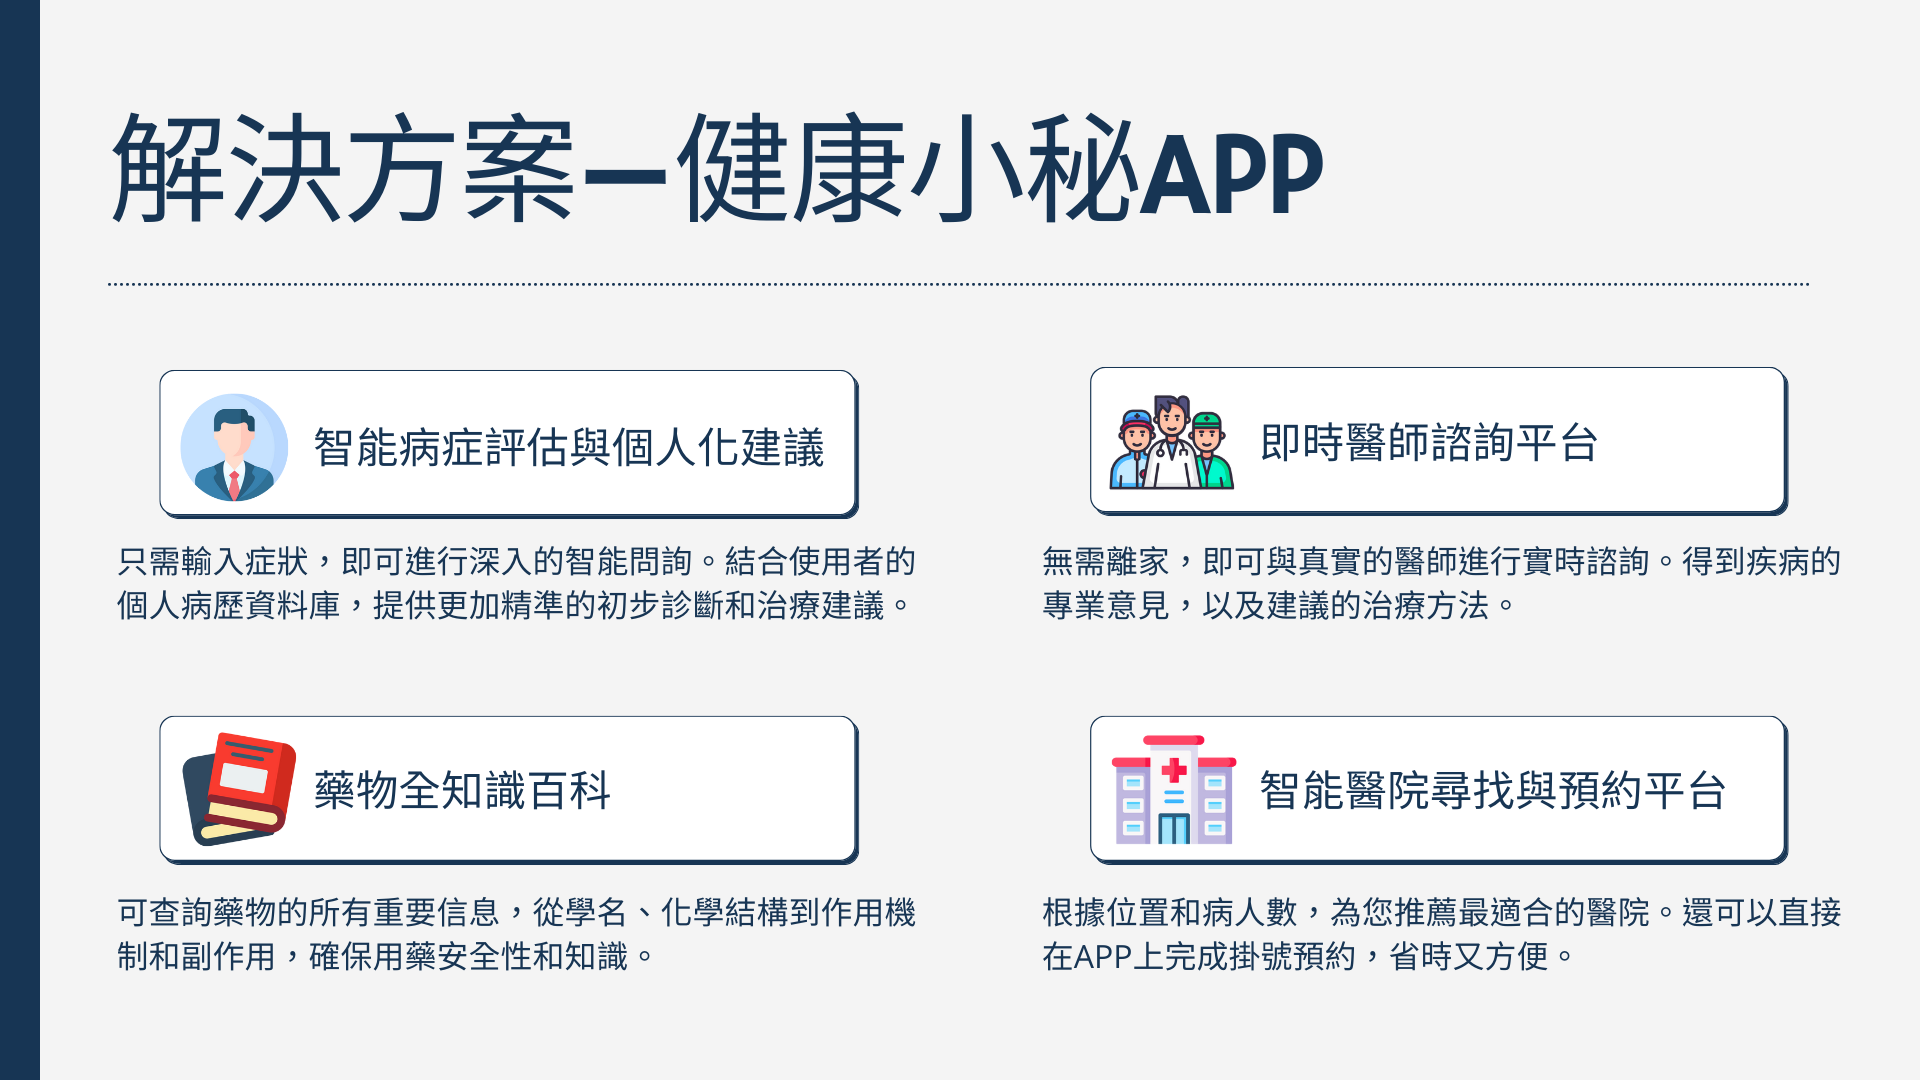 解決方案—健康小秘APP
智能病症評估與個人化建議
只需輸入症狀，即可進行深入的智能問詢。結合使用者的
個人病歷資料庫，提供更加精準的初步診斷和治療建議。
即時醫師諮詢平台
無需離家，即可與真實的醫師進行實時諮詢。得到疾病的
專業意見，以及建議的治療方法。
藥物全知識百科
可查詢藥物的所有重要信息，從學名、化學結構到作用機
制和副作用，確保用藥安全性和知識。
智能醫院尋找與預約平台
根據位置和病人數，為您推薦最適合的醫院。還可以直接
在APP上完成掛號預約，省時又方便。